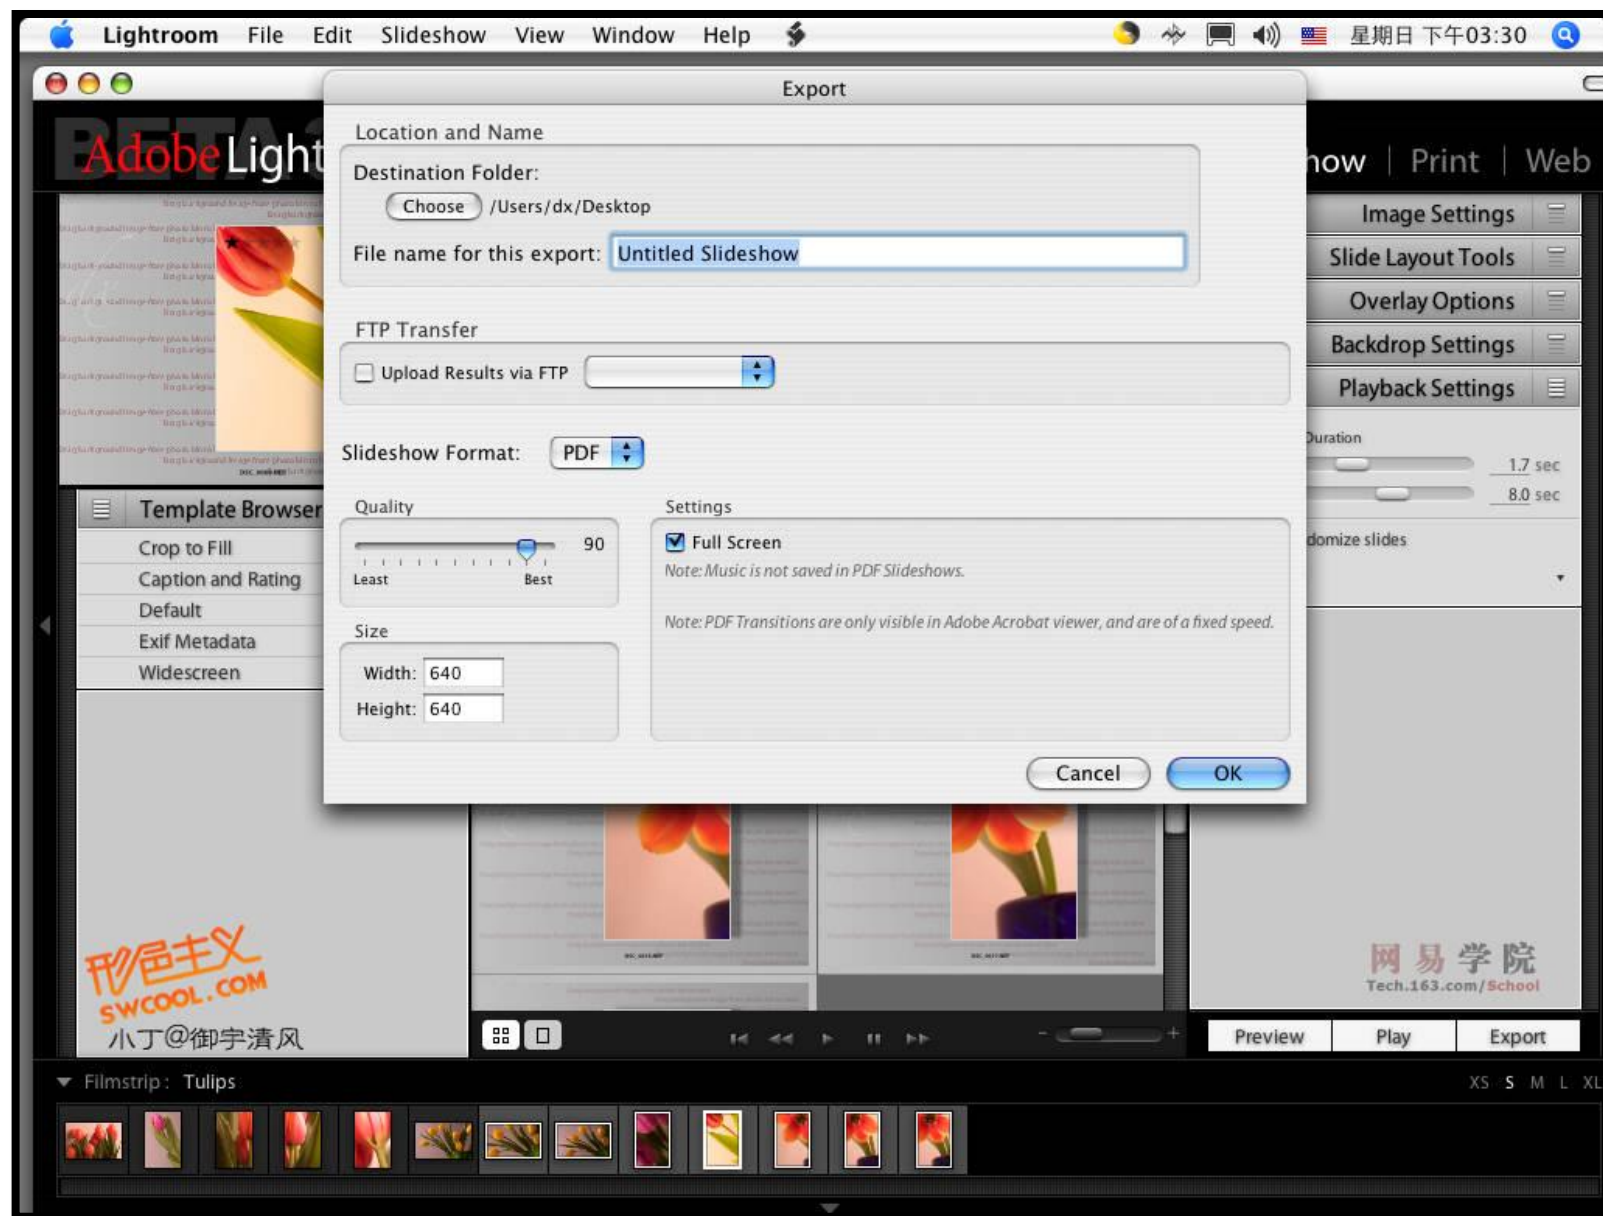 Lightroom File Edit Slideshow View Window Help
星期日 下午03:30
Export
BETA
Adobe Light
how | Print | Web
Location and Name
Destination Folder:
Choose /Users/dx/Desktop
File name for this export: Untitled Slideshow
FTP Transfer
Upload Results via FTP
Slideshow Format: PDF
Quality
90
Least Best
Size
Width: 640
Height: 640
Settings
Full Screen
Note: Music is not saved in PDF Slideshows.
Note: PDF Transitions are only visible in Adobe Acrobat viewer, and are of a fixed speed.
Cancel OK
Image Settings
Slide Layout Tools
Overlay Options
Backdrop Settings
Playback Settings
Duration
1.7 sec
8.0 sec
domize slides
Template Browser
Crop to Fill
Caption and Rating
Default
Exif Metadata
Widescreen
形色主义
SWCOOL.COM
小丁@御宇清风
网易学院
Tech.163.com/School
Preview Play Export
Filmstrip: Tulips
XS S M L XL